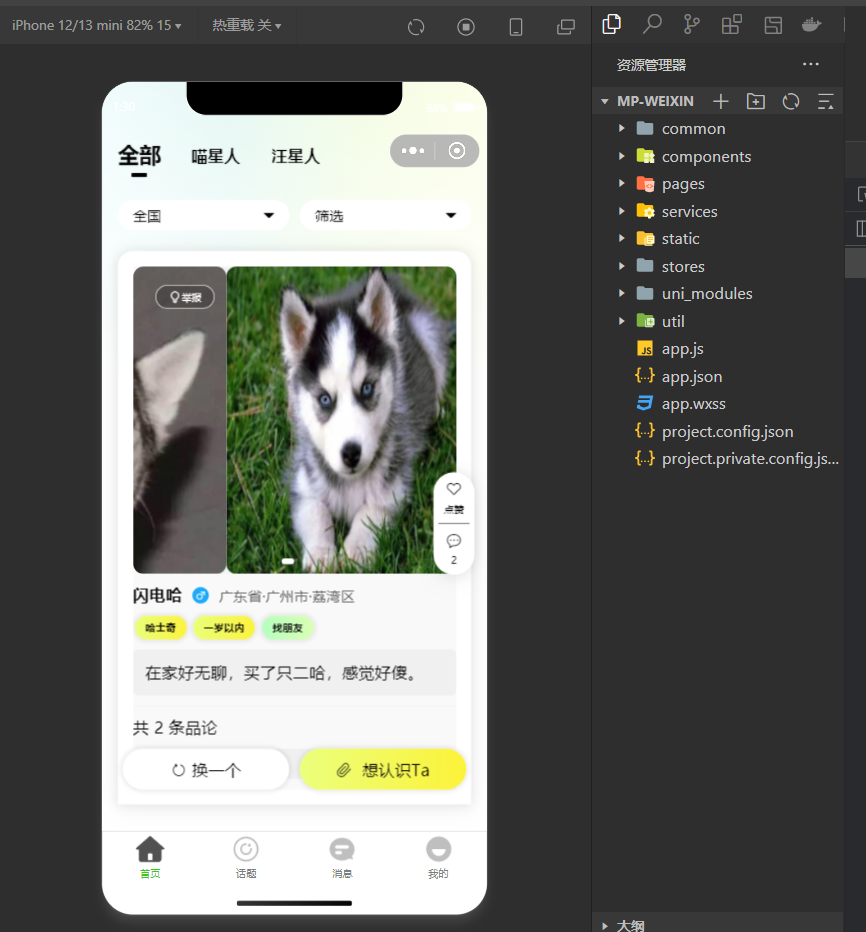 iPhone 12/13 mini 82% 15
热重载 关
资源管理器
MP-WEIXIN
common
components
pages
services
static
stores
uni_modules
util
app.js
app.json
app.wxss
project.config.json
project.private.config.js...
大纲
全部 喵星人 汪星人
全国 筛选
举报
点赞
2
闪电哈 广东省·广州市·荔湾区
哈士奇 一岁以内 找朋友
在家好无聊，买了只二哈，感觉好傻。
共 2 条品论
换一个 想认识Ta
首页 话题 消息 我的